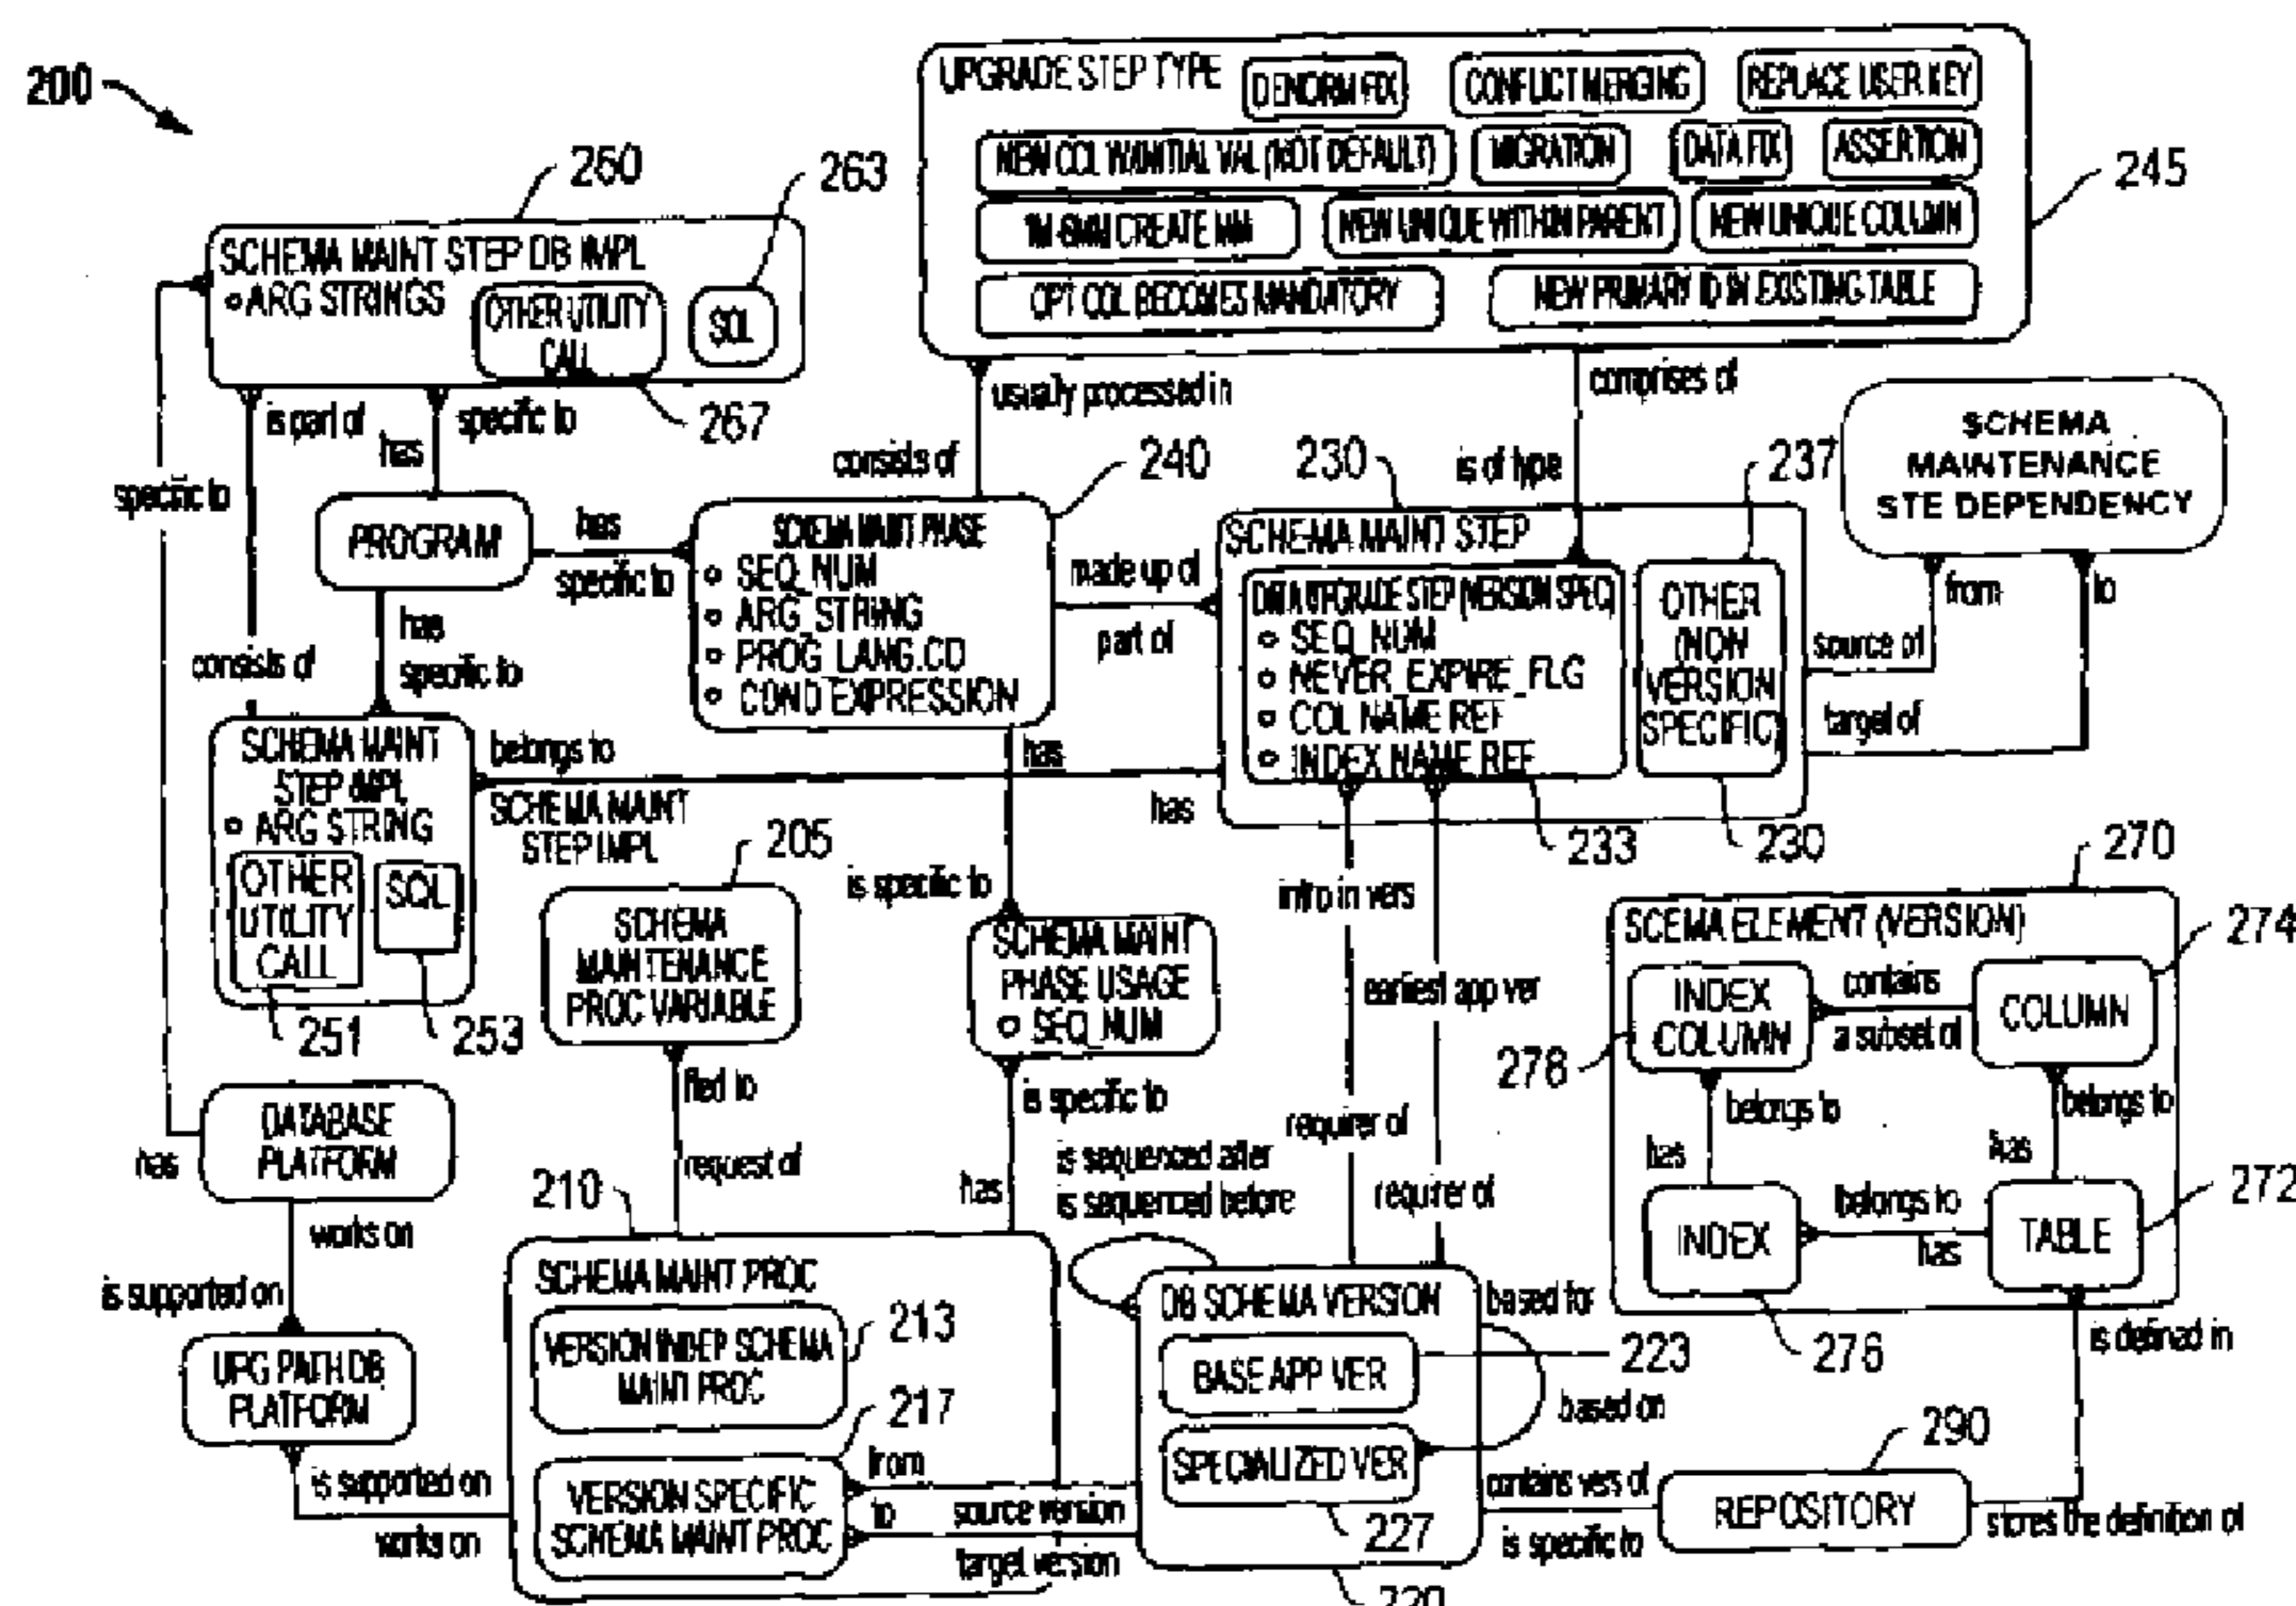 200
UPGRADE STEP TYPE
DENORM FIX
CONFLICT MERGING
REPLACE USER KEY
(NOT DEFAULT)
MIGRATION
DATA FIX
ASSERTION
245
CREATE MM
NEW UNIQUE WITHIN PARENT
NEW UNIQUE COLUMN
OPT COL BECOMES MANDATORY
NEW PRIMARY ID IN EXISTING TABLE
260
263
SCHEMA MAINT STEP DB IMPL
ARG STRINGS
OTHER UTILITY
CALL
SQL
267
is part of
has
specific to
specific to
consists of
usually processed in
consists of
comprises of
is of type
PROGRAM
has
specific to
has
specific to
240
SCHEMA MAINT PHASE
SEQ_NUM
ARG_STRING
PROG_LANG.CD
COND EXPRESSION
made up of
part of
230
SCHEMA MAINT STEP
DATA UPGRADE STEP (VERSION SPEC)
SEQ_NUM
NEVER_EXPIRE_FLG
COL NAME REF
INDEX NAME REF
237
OTHER
(NON
VERSION
SPECIFIC)
233
230
SCHEMA
MAINTENANCE
STE DEPENDENCY
from
to
source of
target of
SCHEMA MAINT
STEP IMPL
ARG STRING
OTHER
UTILITY
CALL
SQL
251
253
belongs to
SCHEMA MAINT
STEP IMPL
has
has
205
SCHEMA
MAINTENANCE
PROC VARIABLE
is specific to
SCHEMA MAINT
PHASE USAGE
SEQ_NUM
intro in vers
earliest app ver
requirer of
requirer of
270
SCEMA ELEMENT (VERSION)
274
INDEX
COLUMN
contains
a subset of
COLUMN
278
belongs to
has
belongs to
has
INDEX
belongs to
has
TABLE
272
276
DATABASE
PLATFORM
has
works on
is supported on
UPG PATH DB
PLATFORM
is supported on
works on
to
request of
is specific to
has
210
SCHEMA MAINT PROC
VERSION INDEP SCHEMA
MAINT PROC
213
217
VERSION SPECIFIC
SCHEMA MAINT PROC
from
to
source version
target version
is sequenced after
is sequenced before
DB SCHEMA VERSION
BASE APP VER
SPECIALIZED VER
227
220
based for
223
based on
contains vers of
is specific to
290
REPOSITORY
is defined in
stores the definition of